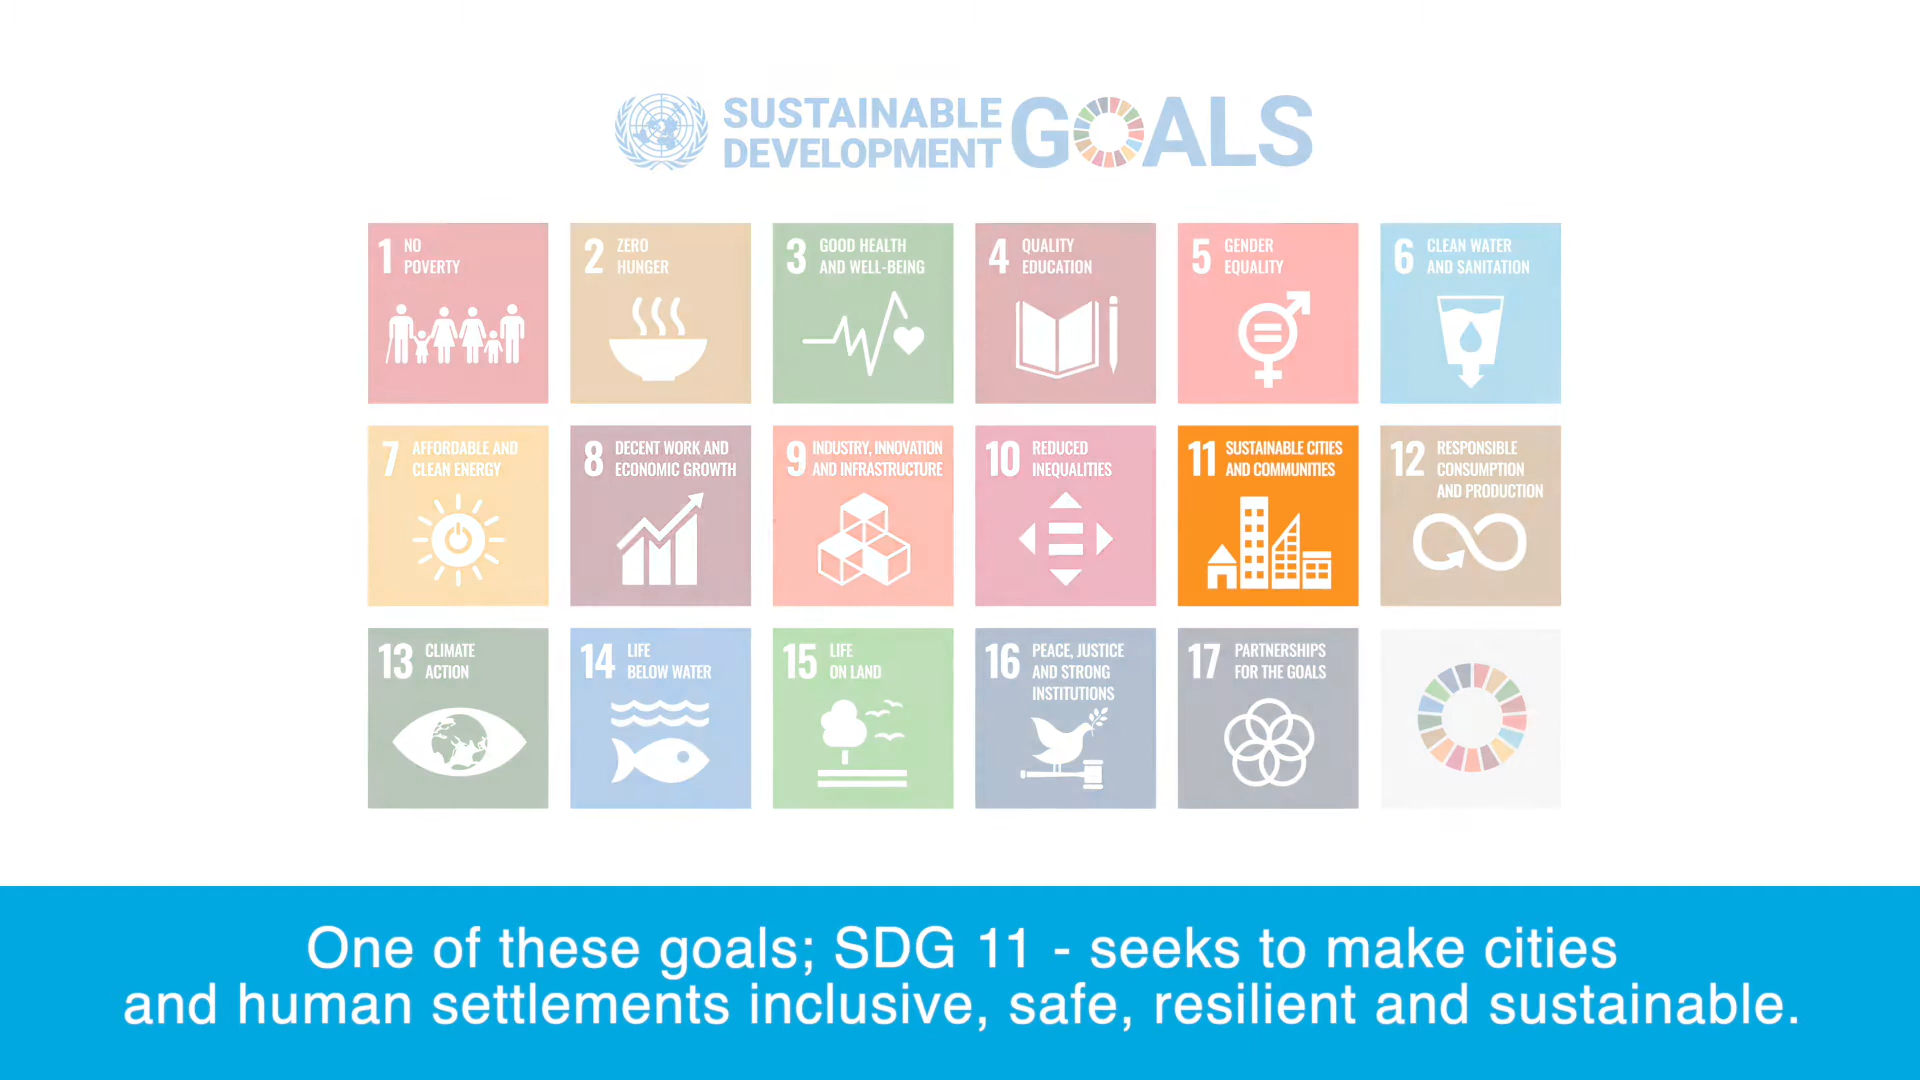 SUSTAINABLE
DEVELOPMENT
GOALS
1 NO
POVERTY
2 ZERO
HUNGER
3 GOOD HEALTH
AND WELL-BEING
4 QUALITY
EDUCATION
5 GENDER
EQUALITY
6 CLEAN WATER
AND SANITATION
7 AFFORDABLE AND
CLEAN ENERGY
8 DECENT WORK AND
ECONOMIC GROWTH
9 INDUSTRY, INNOVATION
AND INFRASTRUCTURE
10 REDUCED
INEQUALITIES
11 SUSTAINABLE CITIES
AND COMMUNITIES
12 RESPONSIBLE
CONSUMPTION
AND PRODUCTION
13 CLIMATE
ACTION
14 LIFE
BELOW WATER
15 LIFE
ON LAND
16 PEACE, JUSTICE
AND STRONG
INSTITUTIONS
17 PARTNERSHIPS
FOR THE GOALS
One of these goals; SDG 11 - seeks to make cities
and human settlements inclusive, safe, resilient and sustainable.